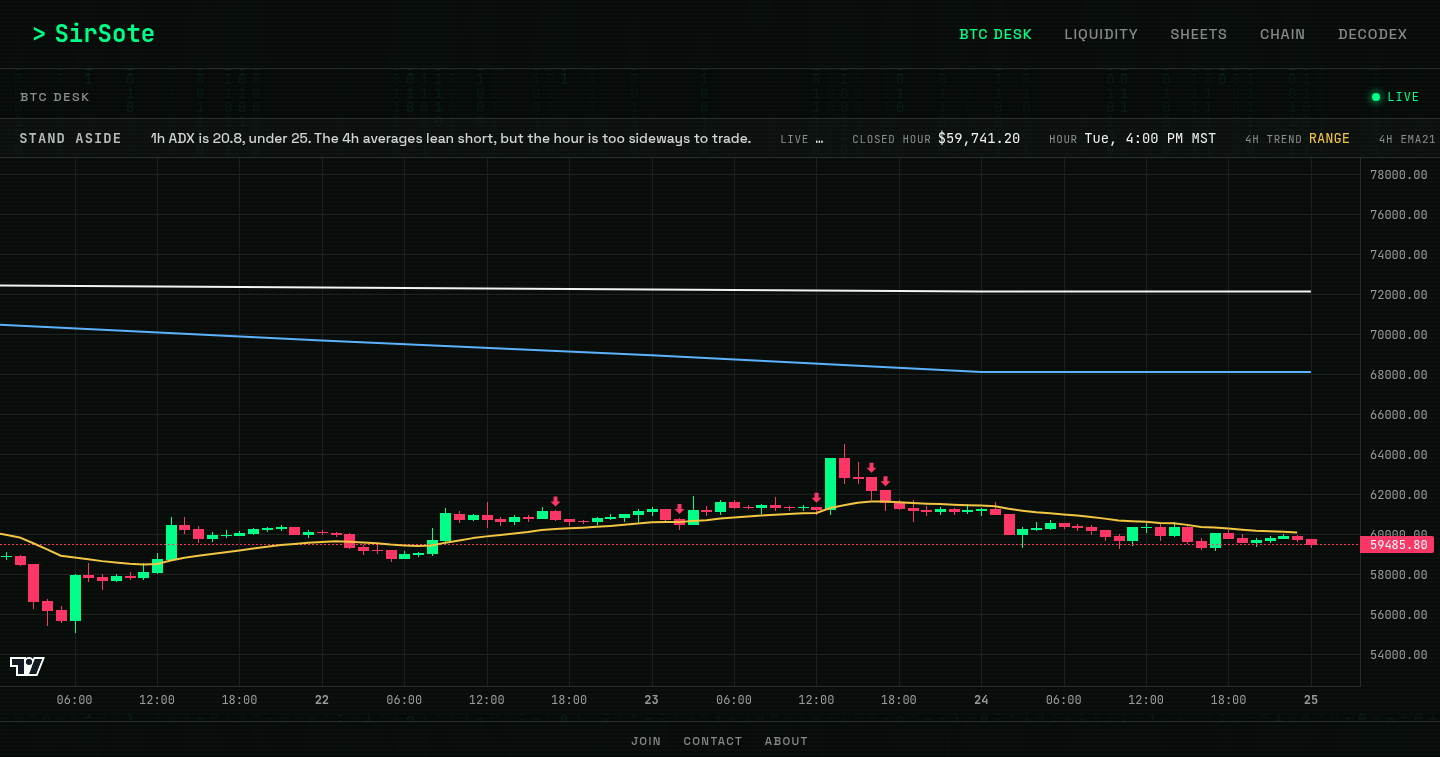 > SirSote
BTC DESK LIQUIDITY SHEETS CHAIN DECODEX
BTC DESK
LIVE
STAND ASIDE 1h ADX is 20.8, under 25. The 4h averages lean short, but the hour is too sideways to trade. LIVE … CLOSED HOUR $59,741.20 HOUR Tue, 4:00 PM MST 4H TREND RANGE 4H EMA21
78000.00
76000.00
74000.00
72000.00
70000.00
68000.00
66000.00
64000.00
62000.00
59485.80
58000.00
56000.00
54000.00
06:00 12:00 18:00 22 06:00 12:00 18:00 23 06:00 12:00 18:00 24 06:00 12:00 18:00 25
JOIN CONTACT ABOUT